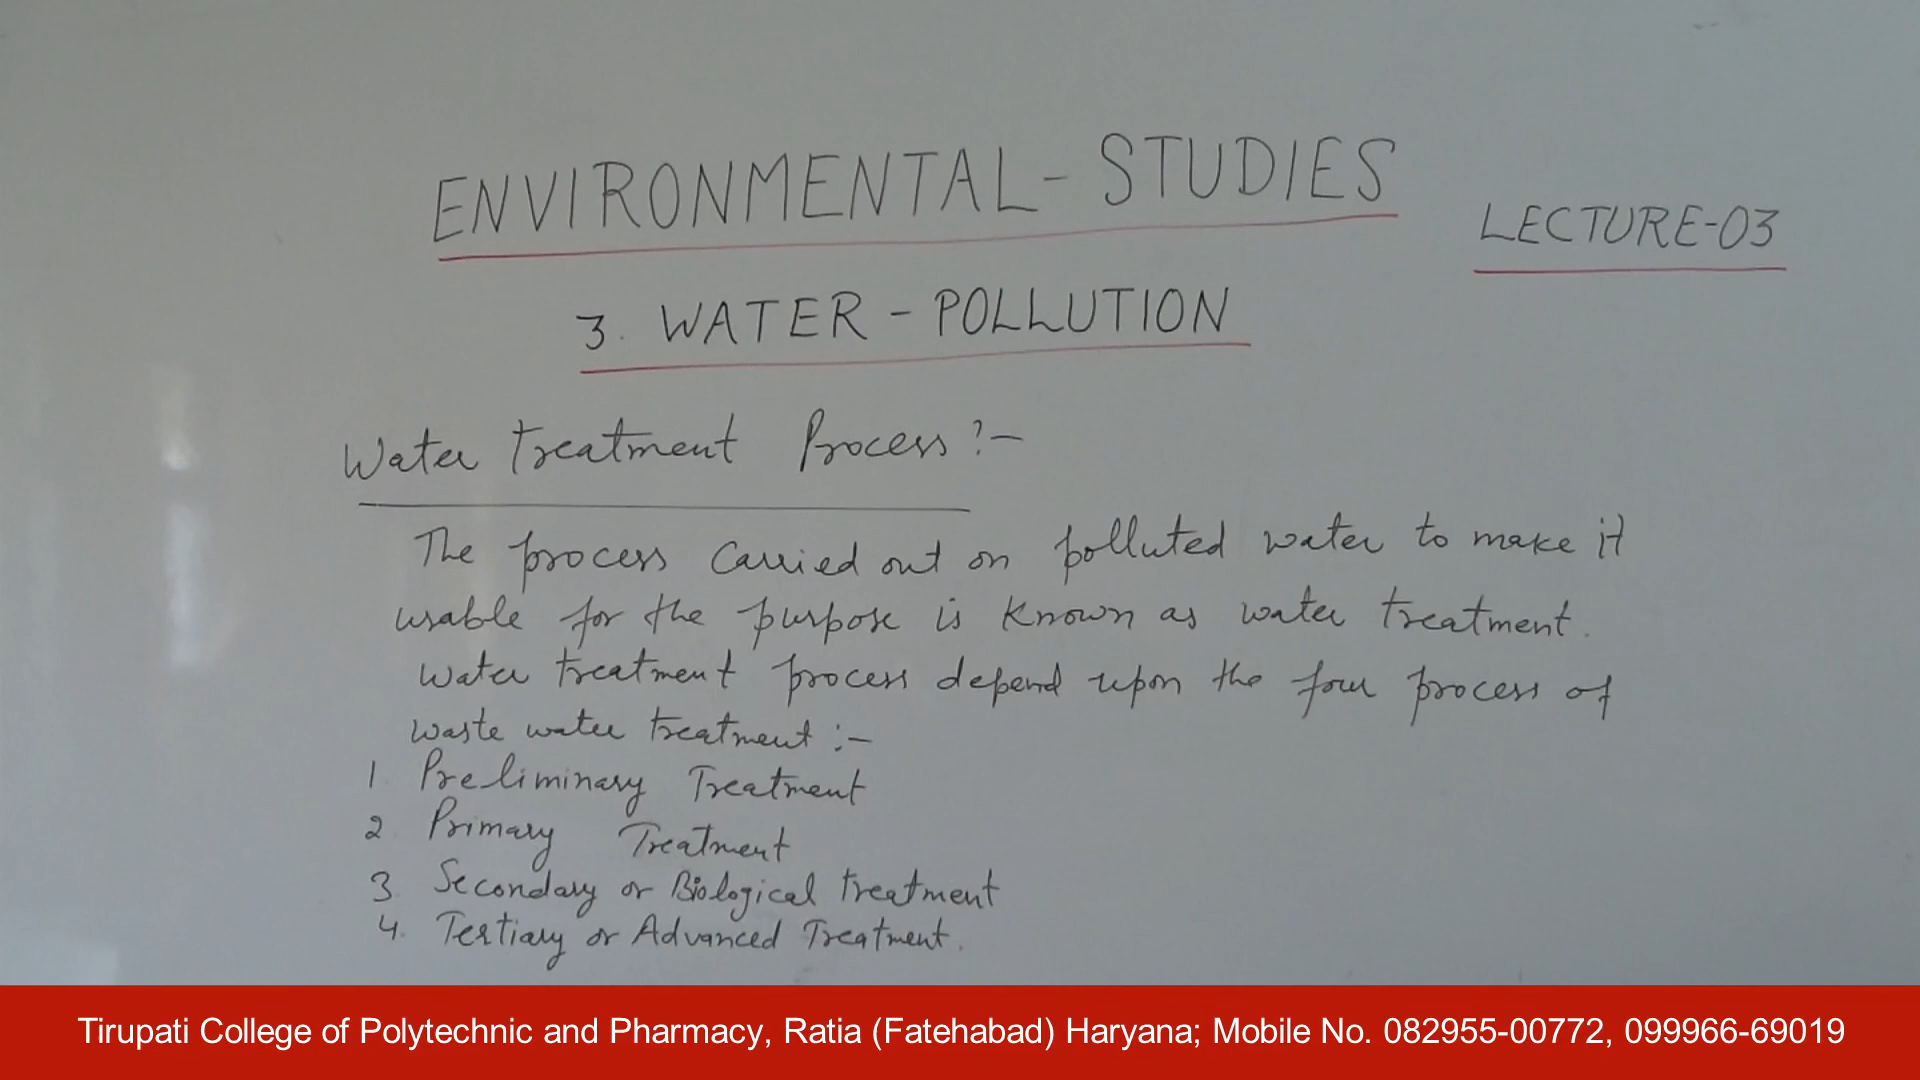 ENVIRONMENTAL-STUDIES
LECTURE-03
3. WATER-POLLUTION
Water Treatment Process:-
The process Carried out on polluted water to make it
usable for the purpose is known as water treatment.
Water treatment process depend upon the four process of
waste water treatment:-
1 Preliminary Treatment
2 Primary Treatment
3 Secondary or Biological treatment
4. Tertiary or Advanced Treatment.
Tirupati College of Polytechnic and Pharmacy, Ratia (Fatehabad) Haryana; Mobile No. 082955-00772, 099966-69019